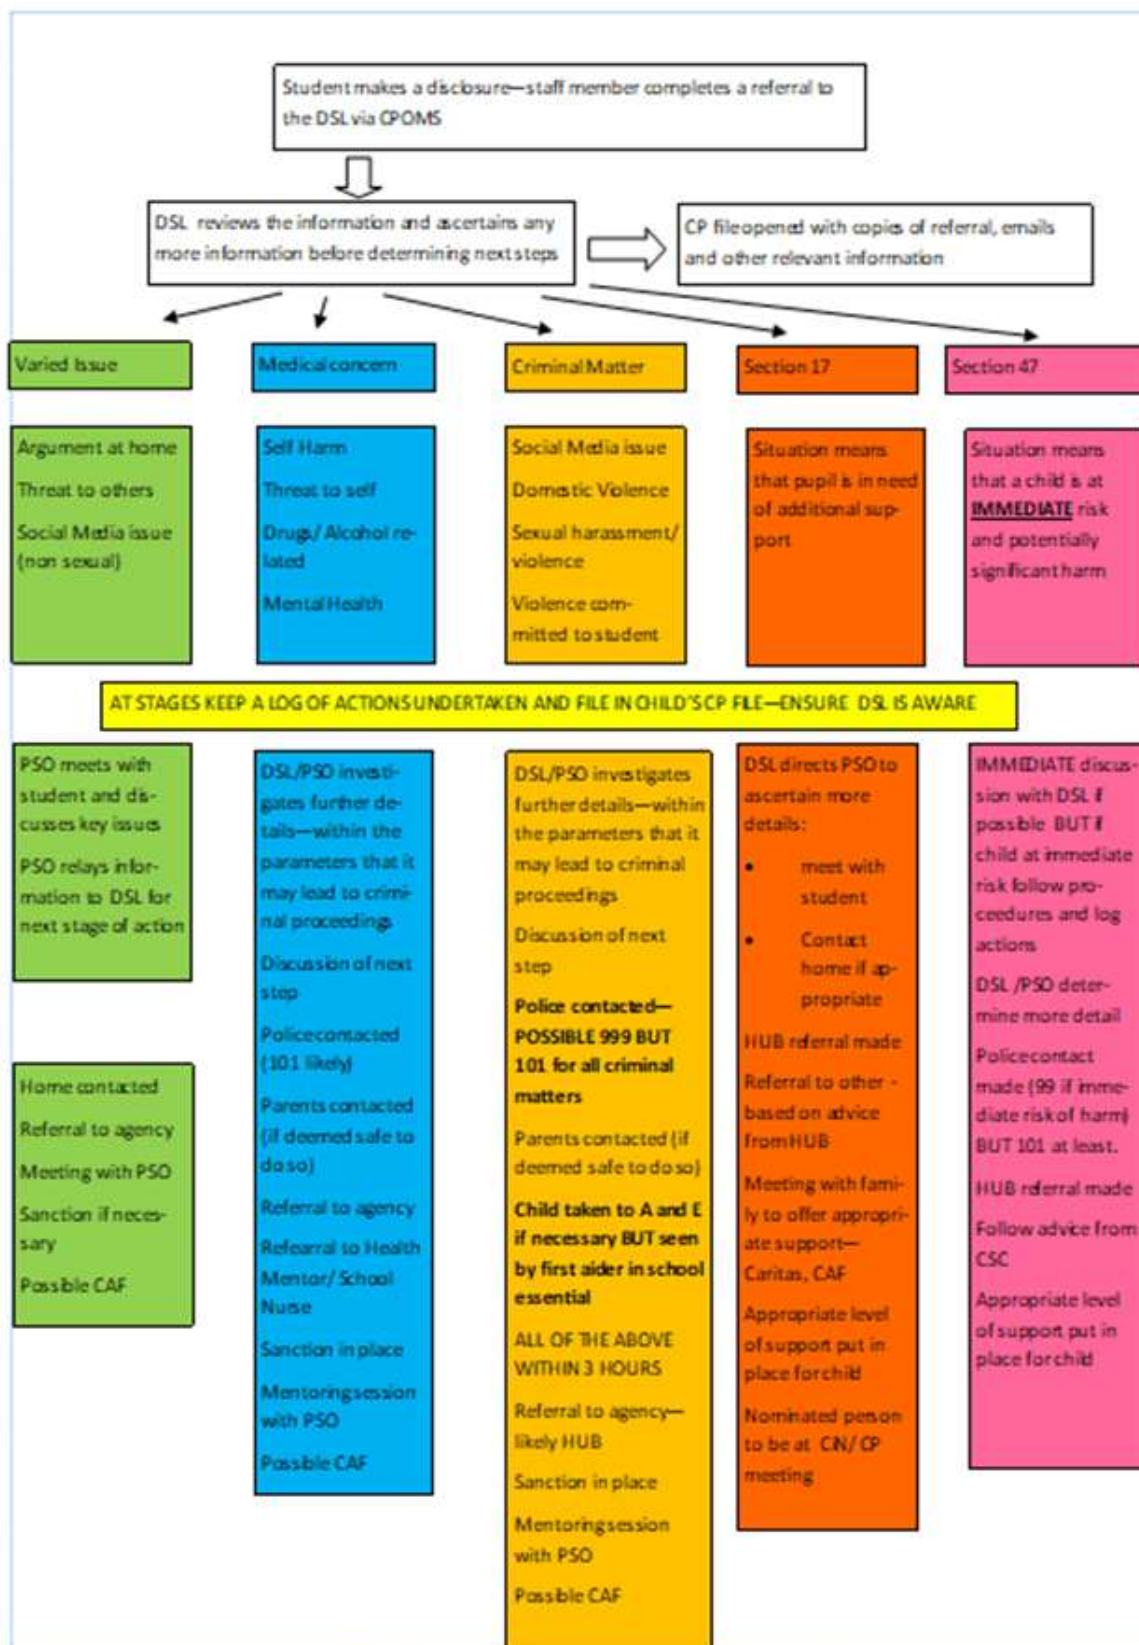 Student makes a disclosure—staff member completes a referral to
the DSL via CPOMS
DSL reviews the information and ascertains any
more information before determining next steps
CP file opened with copies of referral, emails
and other relevant information
Varied Issue
Medical concern
Criminal Matter
Section 17
Section 47
Argument at home
Threat to others
Social Media issue
(non sexual)
Self Harm
Threat to self
Drugs/ Alcohol re-
lated
Mental Health
Social Media issue
Domestic Violence
Sexual harassment/
violence
Violence com-
mitted to student
Situation means
that pupil is in need
of additional sup-
port
Situation means
that a child is at
IMMEDIATE risk
and potentially
significant harm
AT STAGES KEEP A LOG OF ACTIONS UNDERTAKEN AND FILE IN CHILD'S CP FILE—ENSURE DSL IS AWARE
PSO meets with
student and dis-
cusses key issues
PSO relays infor-
mation to DSL for
next stage of action
Home contacted
Referral to agency
Meeting with PSO
Sanction if neces-
sary
Possible CAF
DSL/PSO investi-
gates further de-
tails—within the
parameters that it
may lead to crimi-
nal proceedings
Discussion of next
step
Police contacted
(101 likely)
Parents contacted
(if deemed safe to
do so)
Referral to agency
Refearral to Health
Mentor/ School
Nurse
Sanction in place
Mentoring session
with PSO
Possible CAF
DSL/PSO investigates
further details—within
the parameters that it
may lead to criminal
proceedings
Discussion of next
step
Police contacted—
POSSIBLE 999 BUT
101 for all criminal
matters
Parents contacted (if
deemed safe to do so)
Child taken to A and E
if necessary BUT seen
by first aider in school
essential
ALL OF THE ABOVE
WITHIN 3 HOURS
Referral to agency—
likely HUB
Sanction in place
Mentoring session
with PSO
Possible CAF
DSL directs PSO to
ascertain more
details:
• meet with
student
• Contact
home if ap-
propriate
HUB referral made
Referral to other -
based on advice
from HUB
Meeting with fami-
ly to offer appropri-
ate support—
Caritas, CAF
Appropriate level
of support put in
place for child
Nominated person
to be at CiN/ CP
meeting
IMMEDIATE discus-
sion with DSL if
possible BUT if
child at immediate
risk follow pro-
ceedures and log
actions
DSL /PSO deter-
mine more detail
Police contact
made (99 if imme-
diate risk of harm)
BUT 101 at least.
HUB referral made
Follow advice from
CSC
Appropriate level
of support put in
place for child